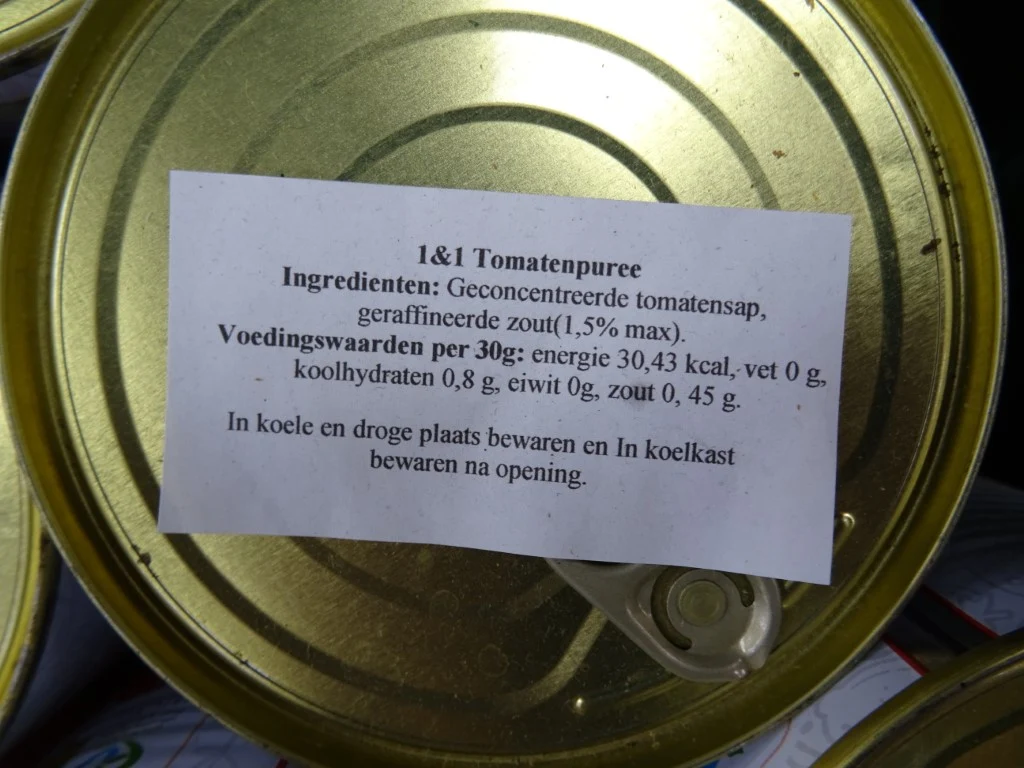 1&1 Tomatenpuree
Ingredienten: Geconcentreerde tomatensap,
geraffineerde zout(1,5% max).
Voedingswaarden per 30g: energie 30,43 kcal, vet 0 g,
koolhydraten 0,8 g, eiwit 0g, zout 0, 45 g.
In koele en droge plaats bewaren en In koelkast
bewaren na opening.